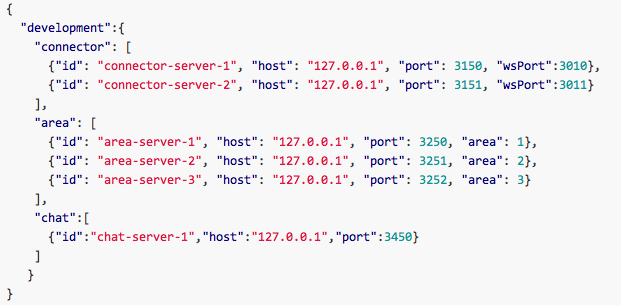 {
  "development":{
    "connector": [
      {"id": "connector-server-1", "host": "127.0.0.1", "port": 3150, "wsPort":3010},
      {"id": "connector-server-2", "host": "127.0.0.1", "port": 3151, "wsPort":3011}
    ],
    "area": [
      {"id": "area-server-1", "host": "127.0.0.1", "port": 3250, "area": 1},
      {"id": "area-server-2", "host": "127.0.0.1", "port": 3251, "area": 2},
      {"id": "area-server-3", "host": "127.0.0.1", "port": 3252, "area": 3}
    ],
    "chat":[
      {"id":"chat-server-1","host":"127.0.0.1","port":3450}
    ]
   }
}